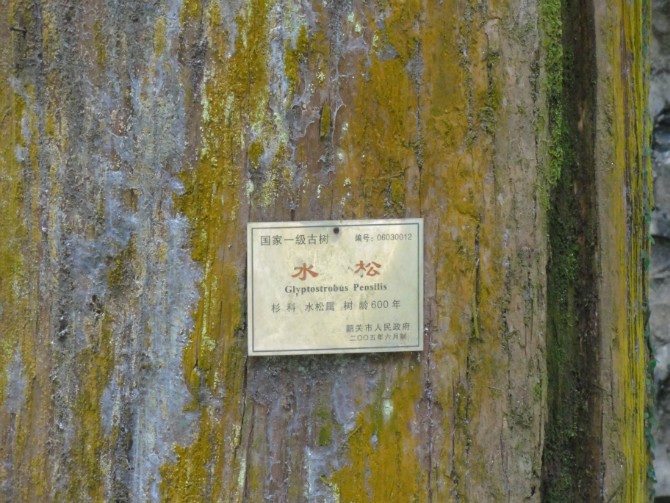 国家一级古树 编号：06030012
水 松
Glyptostrobus Pensilis
杉科 水松属 树龄600年
韶关市人民政府
二〇〇五年六月制